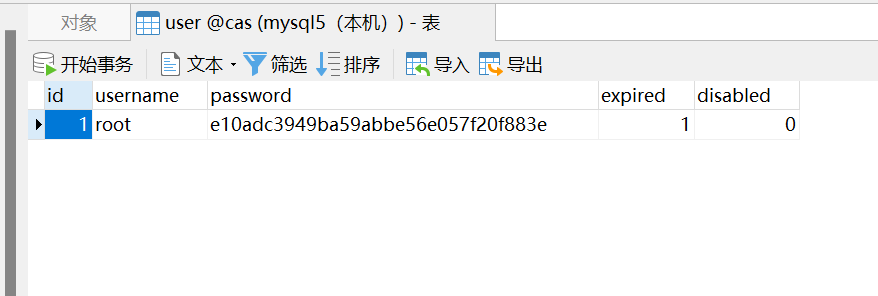 对象
user @cas (mysql5（本机）) - 表
开始事务 文本 筛选 排序 导入 导出
id username password expired disabled
1 root e10adc3949ba59abbe56e057f20f883e 1 0